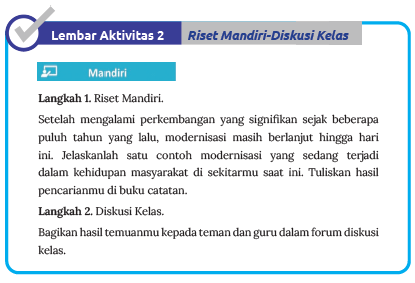 Lembar Aktivitas 2
Riset Mandiri-Diskusi Kelas
Mandiri
Langkah 1. Riset Mandiri.
Setelah mengalami perkembangan yang signifikan sejak beberapa
puluh tahun yang lalu, modernisasi masih berlanjut hingga hari
ini. Jelaskanlah satu contoh modernisasi yang sedang terjadi
dalam kehidupan masyarakat di sekitarmu saat ini. Tuliskan hasil
pencarianmu di buku catatan.
Langkah 2. Diskusi Kelas.
Bagikan hasil temuanmu kepada teman dan guru dalam forum diskusi
kelas.